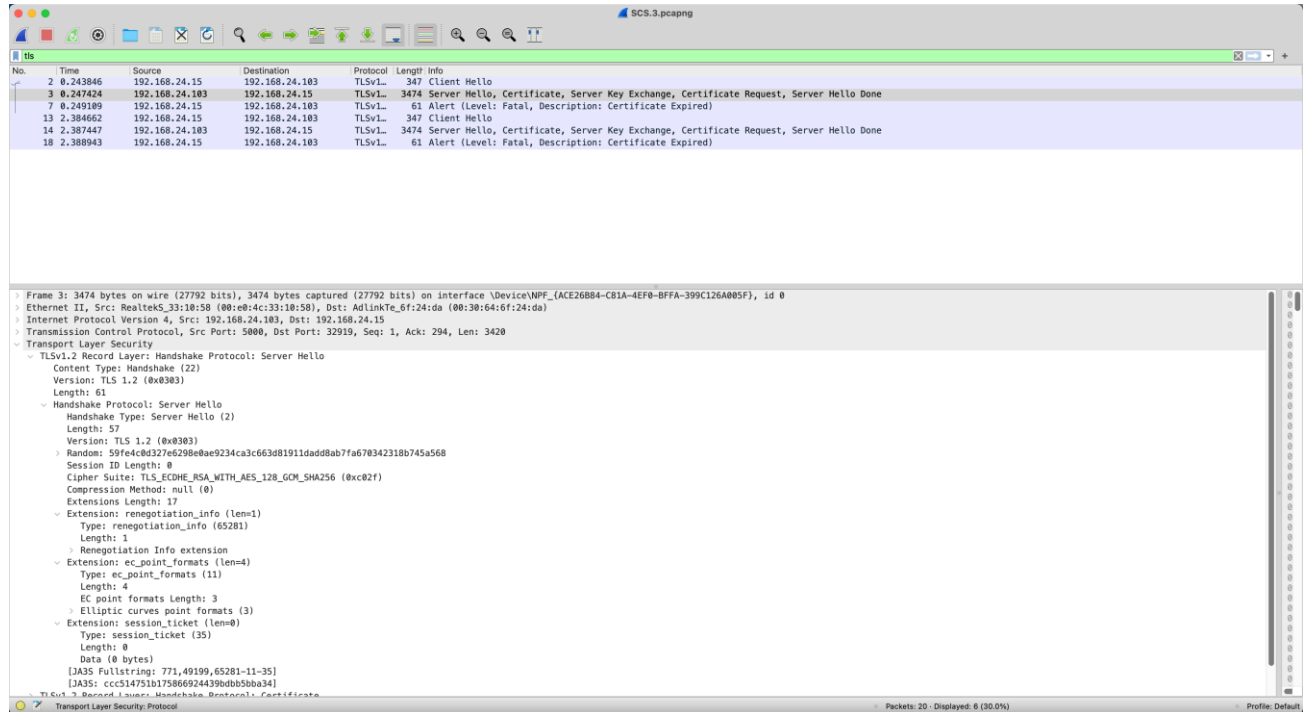 SCS.3.pcapng
tls
No. Time Source Destination Protocol Length Info
2 0.243846 192.168.24.15 192.168.24.103 TLSv1… 347 Client Hello
3 0.247424 192.168.24.103 192.168.24.15 TLSv1… 3474 Server Hello, Certificate, Server Key Exchange, Certificate Request, Server Hello Done
7 0.249109 192.168.24.15 192.168.24.103 TLSv1… 61 Alert (Level: Fatal, Description: Certificate Expired)
13 2.384662 192.168.24.15 192.168.24.103 TLSv1… 347 Client Hello
14 2.387447 192.168.24.103 192.168.24.15 TLSv1… 3474 Server Hello, Certificate, Server Key Exchange, Certificate Request, Server Hello Done
18 2.388943 192.168.24.15 192.168.24.103 TLSv1… 61 Alert (Level: Fatal, Description: Certificate Expired)
Frame 3: 3474 bytes on wire (27792 bits), 3474 bytes captured (27792 bits) on interface \Device\NPF_{ACE26B84-C81A-4EF0-BFFA-399C126A005F}, id 0
Ethernet II, Src: RealtekS_33:10:58 (00:e0:4c:33:10:58), Dst: AdlinkTe_6f:24:da (00:30:64:6f:24:da)
Internet Protocol Version 4, Src: 192.168.24.103, Dst: 192.168.24.15
Transmission Control Protocol, Src Port: 5000, Dst Port: 32919, Seq: 1, Ack: 294, Len: 3420
Transport Layer Security
TLSv1.2 Record Layer: Handshake Protocol: Server Hello
Content Type: Handshake (22)
Version: TLS 1.2 (0x0303)
Length: 61
Handshake Protocol: Server Hello
Handshake Type: Server Hello (2)
Length: 57
Version: TLS 1.2 (0x0303)
Random: 59fe4c0d327e6298e0ae9234ca3c663d81911dadd8ab7fa670342318b745a568
Session ID Length: 0
Cipher Suite: TLS_ECDHE_RSA_WITH_AES_128_GCM_SHA256 (0xc02f)
Compression Method: null (0)
Extensions Length: 17
Extension: renegotiation_info (len=1)
Type: renegotiation_info (65281)
Length: 1
Renegotiation Info extension
Extension: ec_point_formats (len=4)
Type: ec_point_formats (11)
Length: 4
EC point formats Length: 3
Elliptic curves point formats (3)
Extension: session_ticket (len=0)
Type: session_ticket (35)
Length: 0
Data (0 bytes)
[JA3S Fullstring: 771,49199,65281-11-35]
[JA3S: ccc514751b175866924439bdbb5bba34]
TLSv1.2 Record Layer: Handshake Protocol: Certificate
Transport Layer Security: Protocol
Packets: 20 · Displayed: 6 (30.0%)
Profile: Default